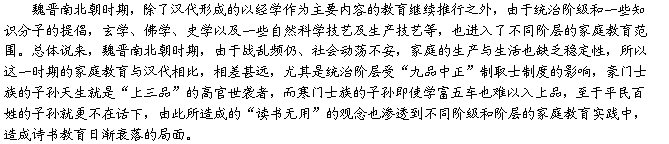 魏晋南北朝时期，除了汉代形成的以经学作为主要内容的教育继续推行之外，由于统治阶级和一些知
识分子的提倡，玄学、佛学、史学以及一些自然科学技艺及生产技艺等，也进入了不同阶层的家庭教育范
围。总体说来，魏晋南北朝时期，由于战乱频仍、社会动荡不安，家庭的生产与生活也缺乏稳定性，所以
这一时期的家庭教育与汉代相比，相差甚远，尤其是统治阶层受“九品中正”制取士制度的影响，豪门士
族的子孙天生就是“上三品”的高官世袭者，而寒门士族的子孙即使学富五车也难以入上品，至于平民百
姓的子孙就更不在话下，由此所造成的“读书无用”的观念也渗透到不同阶级和阶层的家庭教育实践中，
造成诗书教育日渐衰落的局面。